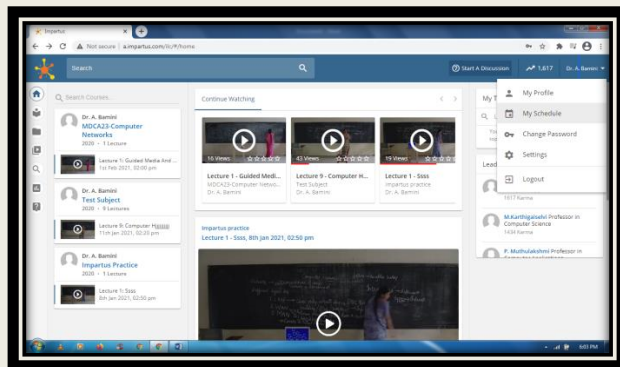 Impartus
Not secure | a.impartus.com/ilc/#/home
Search
Start A Discussion
1,617
Dr. A. Bamini
Search Courses
Dr. A. Bamini
MDCA23-Computer
Networks
2020 • 1 Lecture
Lecture 1: Guided Media And ...
1st Feb 2021, 02:00 pm
Dr. A. Bamini
Test Subject
2020 • 9 Lectures
Lecture 9: Computer
11th Jan 2021, 02:20 pm
Dr. A. Bamini
Impartus Practice
2020 • 1 Lecture
Lecture 1: Ssss
8th Jan 2021, 02:50 pm
Continue Watching
16 Views
43 Views
19 Views
Lecture 1 - Guided Medi...
MDCA23-Computer Netwo...
Dr. A. Bamini
Lecture 9 - Computer H...
Test Subject
Dr. A. Bamini
Lecture 1 - Ssss
Impartus practice
Dr. A. Bamini
Impartus practice
Lecture 1 - Ssss, 8th Jan 2021, 02:50 pm
My T
Lead
My Profile
My Schedule
Change Password
Settings
Logout
1617 Karma
M.Karthigaiselvi Professor in
Computer Science
1434 Karma
P. Muthulakshmi Professor in
Computer Applications
6:03 PM